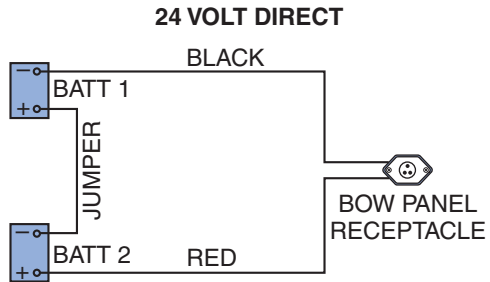 24 VOLT DIRECT
BLACK
−
BATT 1
+
JUMPER
−
BATT 2
+
RED
BOW PANEL
RECEPTACLE